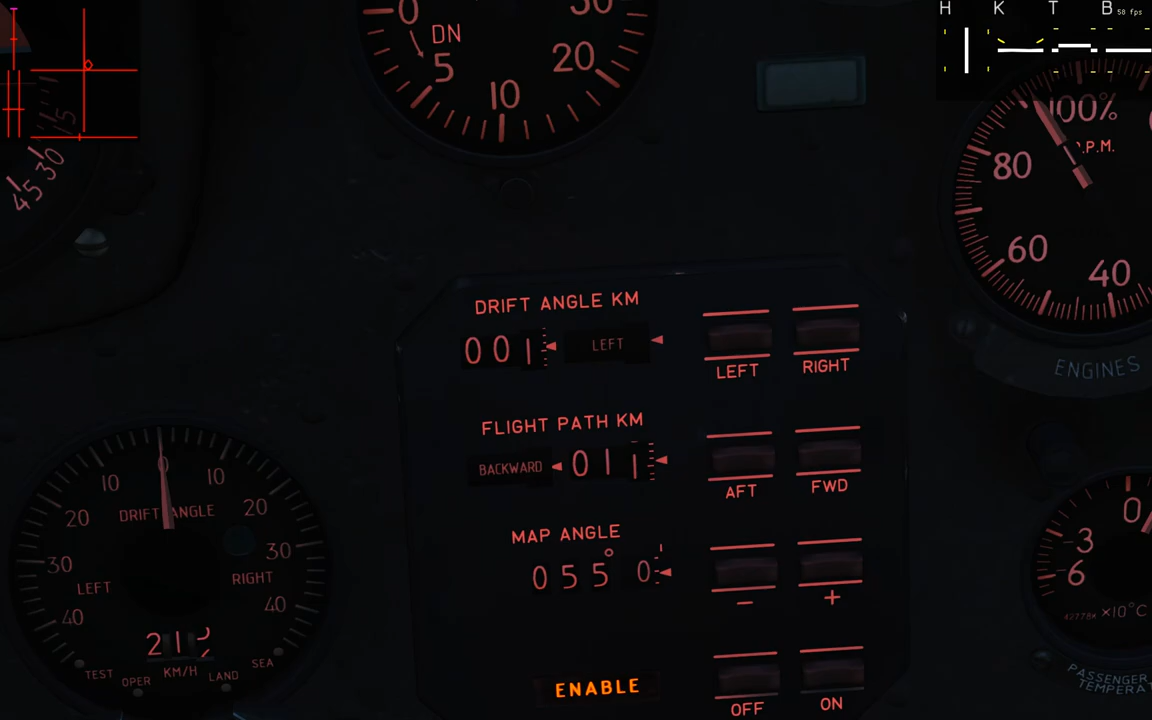 H K T B 58 fps
0 30
DN
5 20
10
100%
80 R.P.M.
60
40
15
30
45
DRIFT ANGLE KM
001 LEFT
LEFT RIGHT
ENGINES
FLIGHT PATH KM
BACKWARD 011
AFT FWD
MAP ANGLE
055° 0
- +
ENABLE
OFF ON
0
10 10
20 20
DRIFT ANGLE
30 30
LEFT RIGHT
40 40
212
KM/H
TEST OPER LAND SEA
0
-3
-6
×10°C
PASSENGER